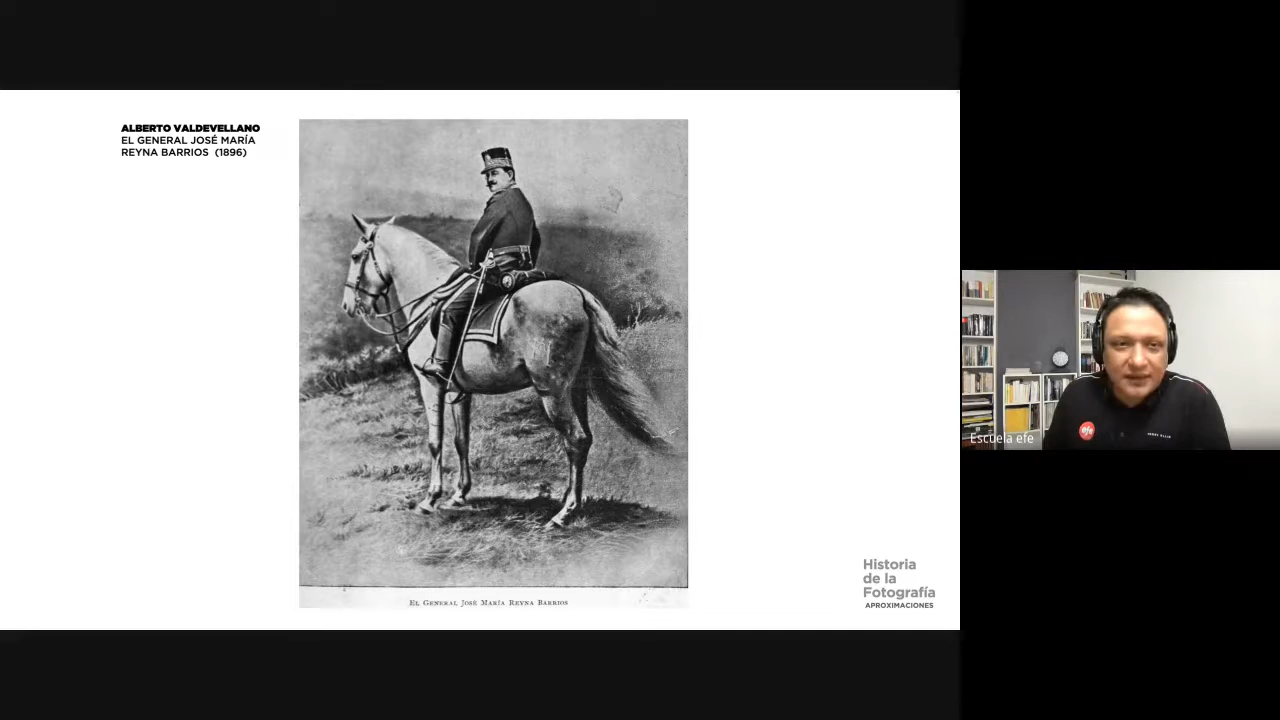 ALBERTO VALDEVELLANO
EL GENERAL JOSÉ MARÍA
REYNA BARRIOS (1896)
EL GENERAL JOSÉ MARÍA REYNA BARRIOS
Historia
de la
Fotografía
APROXIMACIONES
efe
Escuela efe